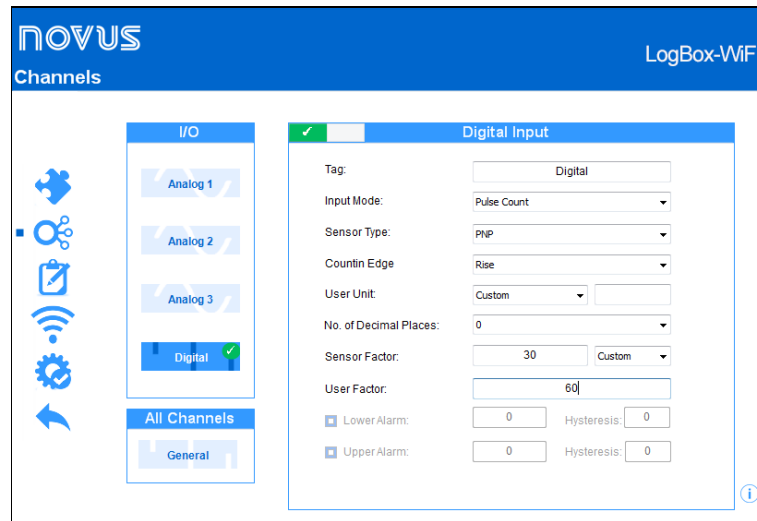 NOVUS
LogBox-WiF
Channels
I/O
Analog 1
Analog 2
Analog 3
Digital
All Channels
General
Digital Input
Tag: Digital
Input Mode: Pulse Count
Sensor Type: PNP
Countin Edge Rise
User Unit: Custom
No. of Decimal Places: 0
Sensor Factor: 30 Custom
User Factor: 60
Lower Alarm: 0 Hysteresis: 0
Upper Alarm: 0 Hysteresis: 0